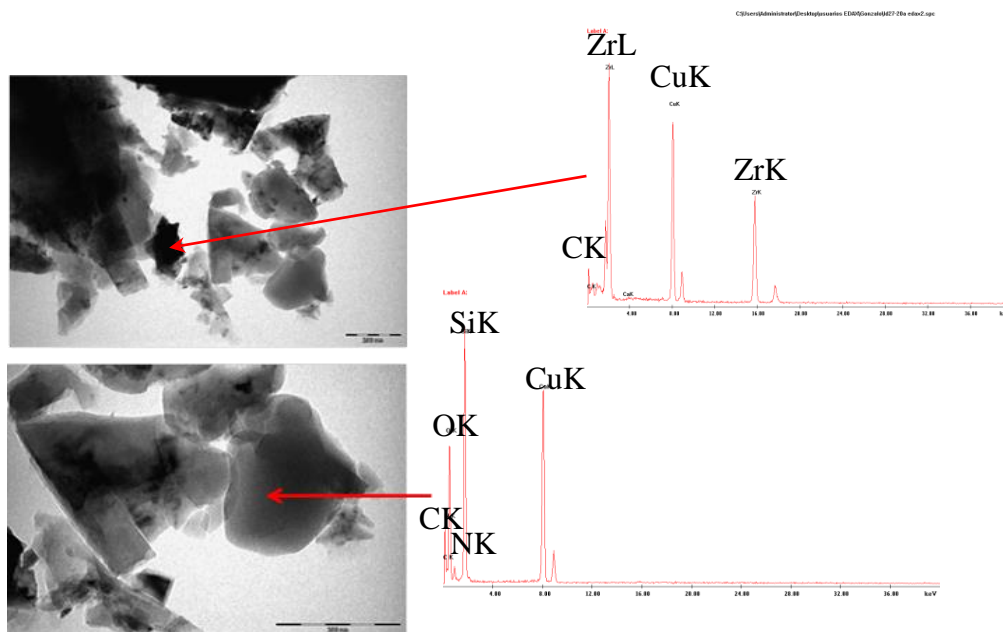 C:\Users\Administrator\Desktop\usuarios EDAX\Gonzalo\ld27-20a edax2.spc
Label A:
ZrL
ZrL
CuK
CuK
ZrK
ZrK
CK
CuK
4.00 8.00 12.00 16.00 20.00 24.00 28.00 32.00 36.00
Label A:
SiK
CuK
OK
CK
NK
4.00 8.00 12.00 16.00 20.00 24.00 28.00 32.00 36.00 keV